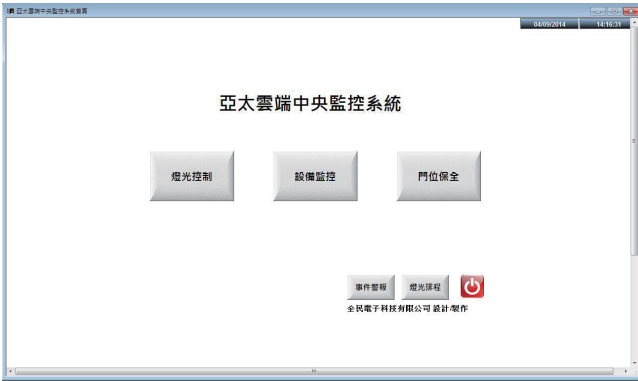 亞太雲端中央監控系統首頁
04/09/2014 14:16:31
亞太雲端中央監控系統
燈光控制 設備監控 門位保全
事件警報 燈光排程
全民電子科技有限公司 設計/製作